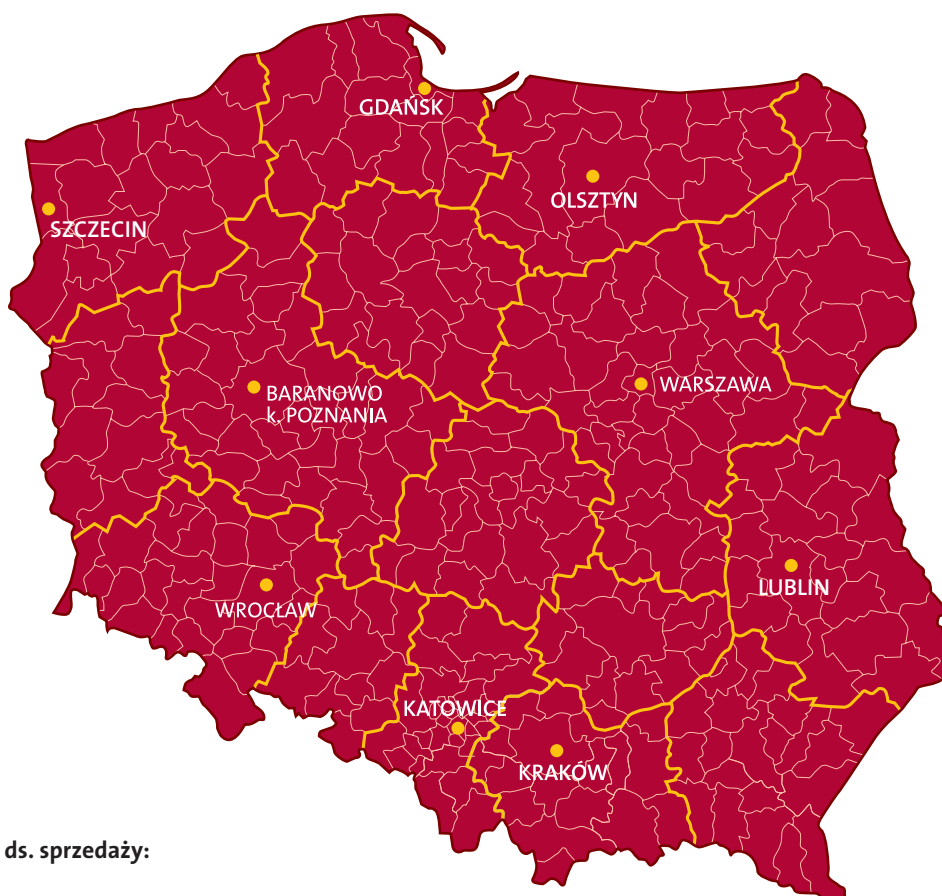 GDAŃSK
OLSZTYN
SZCZECIN
WARSZAWA
BARANOWO
k. POZNANIA
LUBLIN
WROCŁAW
KATOWICE
KRAKÓW
ds. sprzedaży: